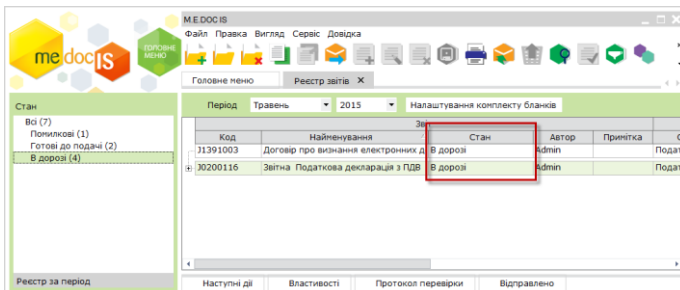 me doc IS
ГОЛОВНЕ
МЕНЮ
M.E.DOC IS
Файл Правка Вигляд Сервіс Довідка
Головне меню Реєстр звітів X
Стан
Всі (7)
Помилкові (1)
Готові до подачі (2)
В дорозі (4)
Реєстр за період
Період Травень 2015 Налаштування комплекту бланків
Зві
Код Найменування Стан Автор Примітка
J1391003 Договір про визнання електронних д В дорозі Admin Подат
J0200116 Звітна Податкова декларація з ПДВ В дорозі Admin Подат
Наступні дії Властивості Протокол перевірки Відправлено